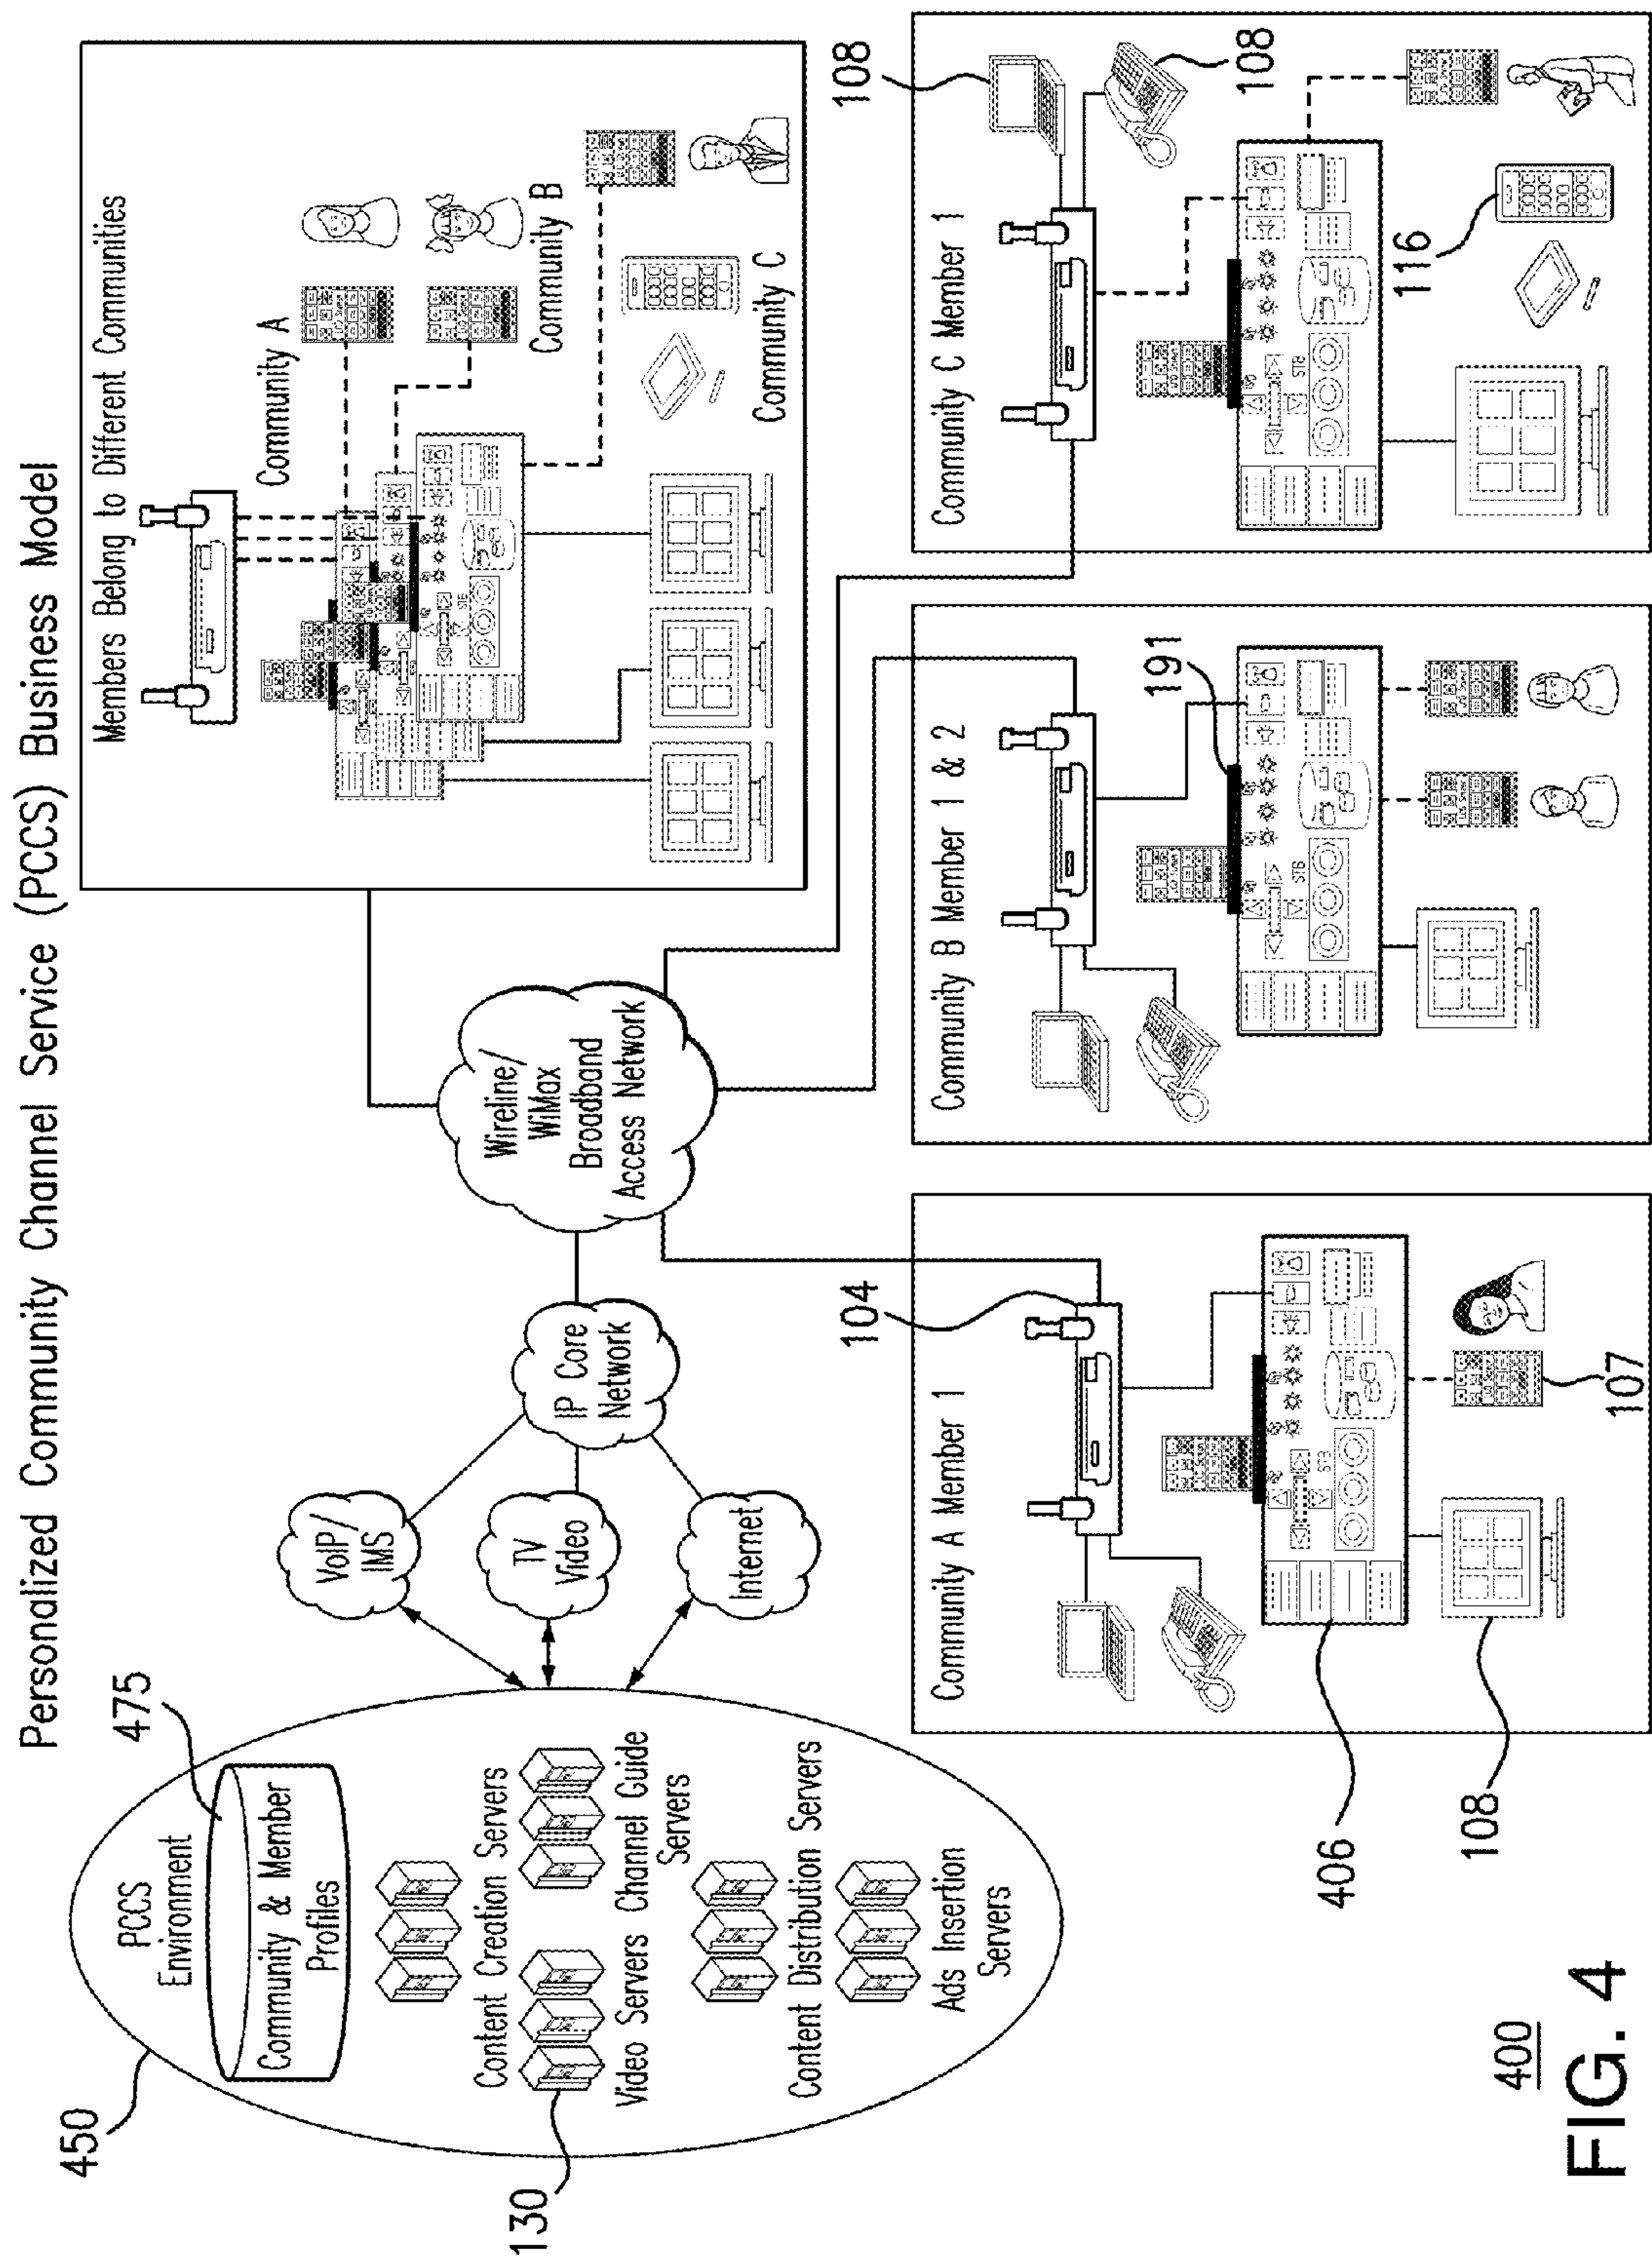 Personalized Community Channel Service (PCCS) Business Model
450
475
PCCS
Environment
Community & Member
Profiles
Content Creation Servers
130
Video Servers
Channel Guide
Servers
Content Distribution Servers
Ads Insertion
Servers
VoIP/
IMS
TV
Video
Internet
IP Core
Network
Wireline/
WiMax
Broadband
Access Network
Members Belong to Different Communities
Community A
Community B
Community C
STB
Community A Member 1
104
STB
406
108
107
Community B Member 1 & 2
191
STB
Community C Member 1
108
108
STB
116
400
FIG. 4